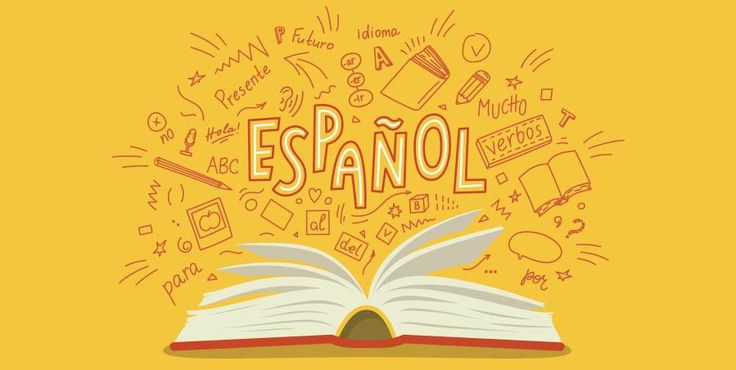 P
Futuro
idioma
A
-ar
-er
-ir
Presente
MUCHO
T
no
Hola!
ESPAÑOL
verbos
ABC
B
al
del
?
para
por